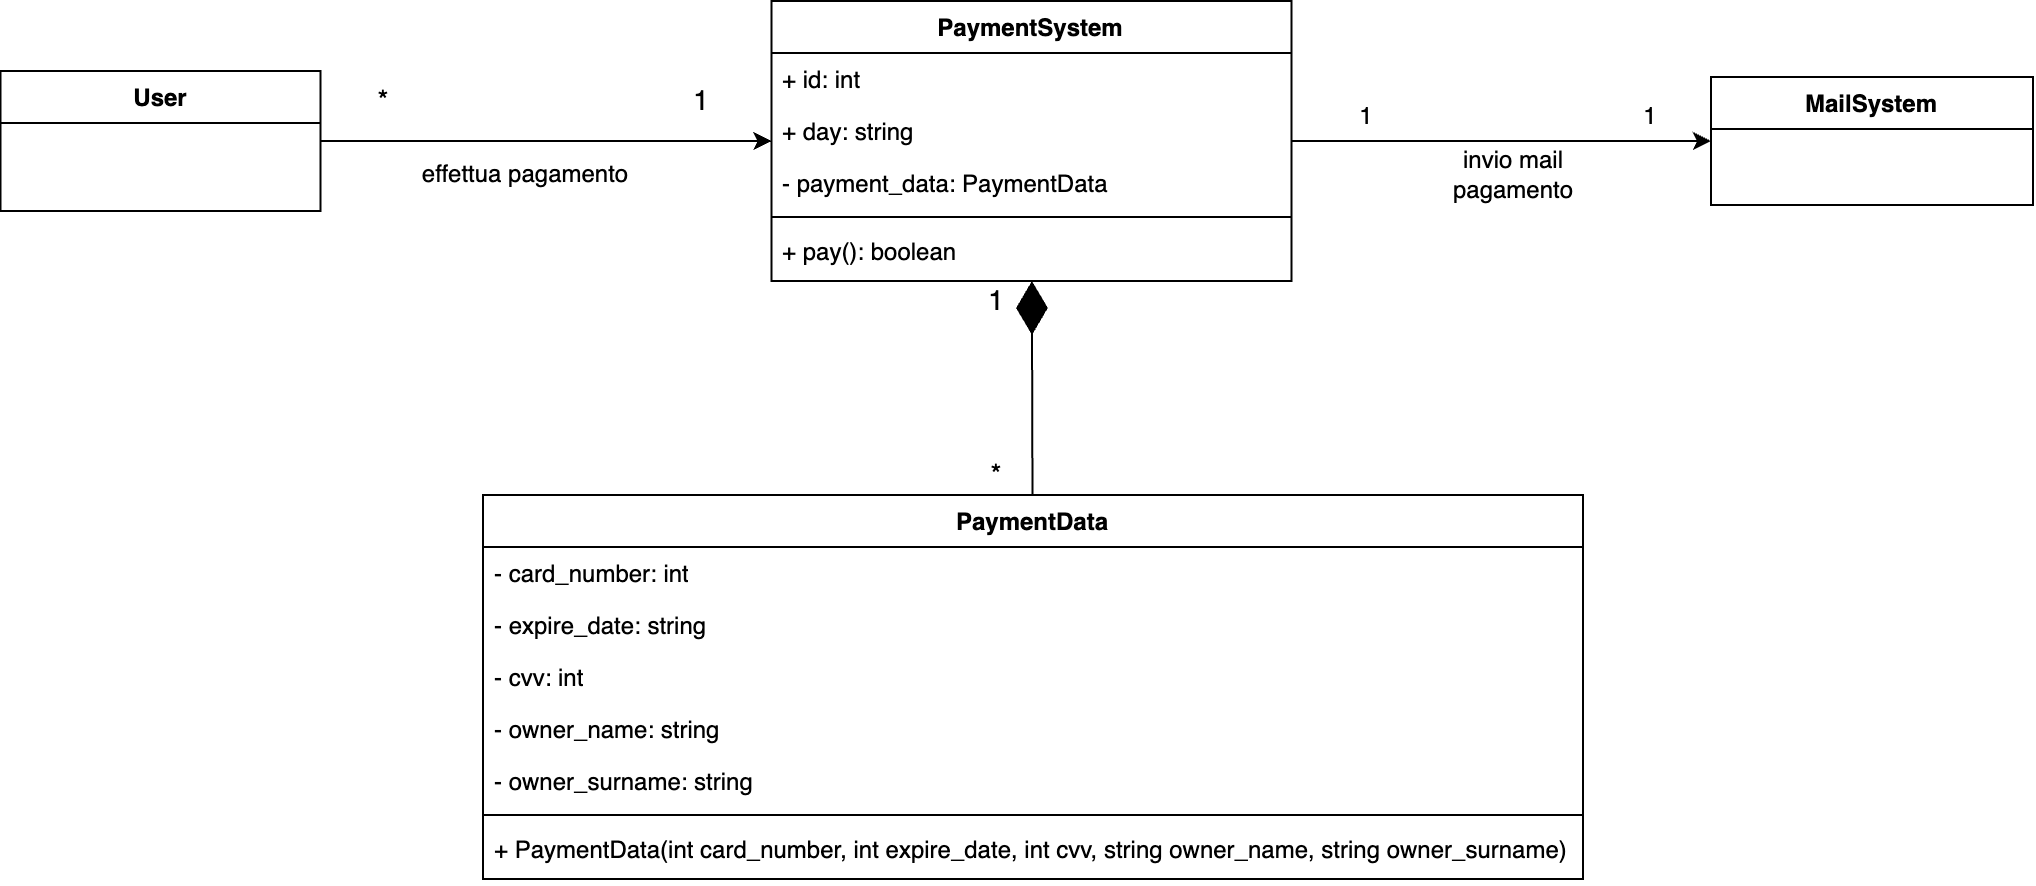 User
*
1
effettua pagamento
PaymentSystem
+ id: int
+ day: string
- payment_data: PaymentData
+ pay(): boolean
1
1
invio mail
pagamento
MailSystem
1
*
PaymentData
- card_number: int
- expire_date: string
- cvv: int
- owner_name: string
- owner_surname: string
+ PaymentData(int card_number, int expire_date, int cvv, string owner_name, string owner_surname)